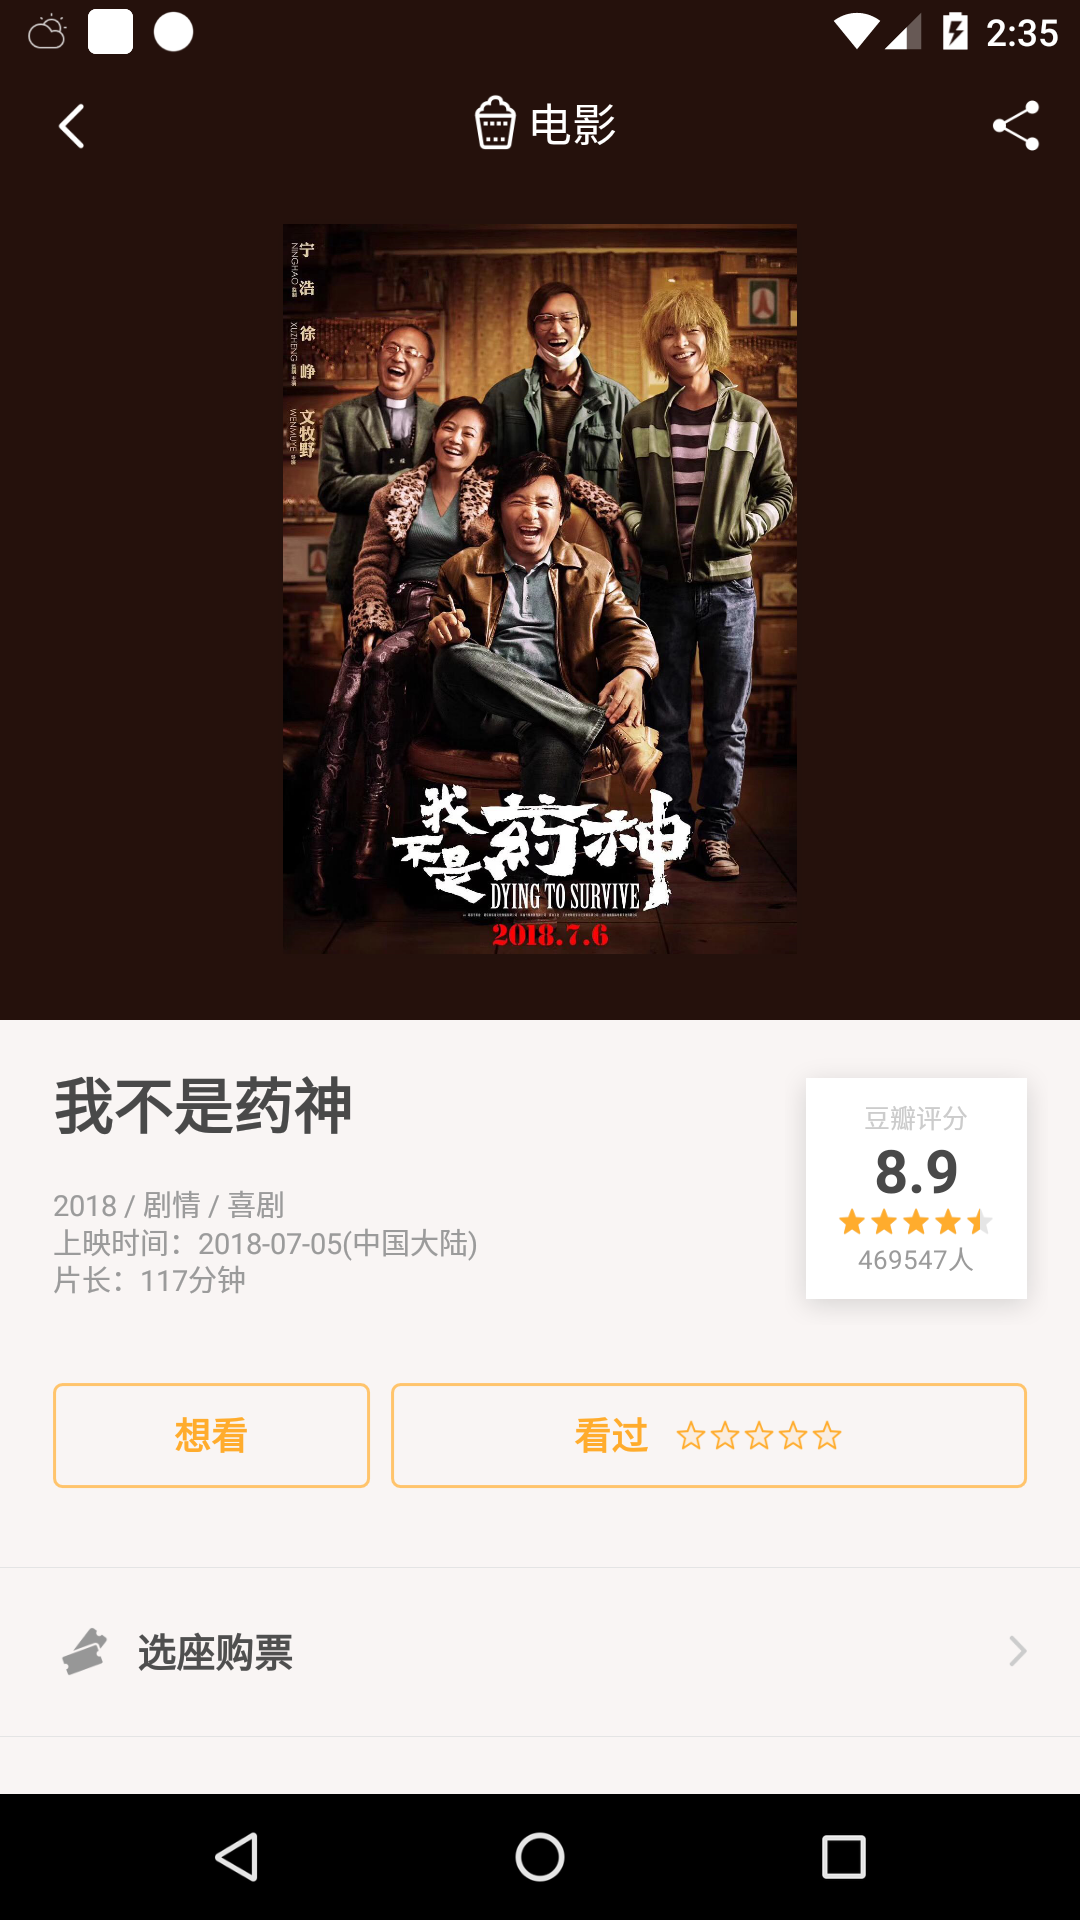 2:35
电影
宁浩
NINGHAO
徐峥
XUZHENG
文牧野
WENMUYE
我不是药神
DYING TO SURVIVE
2018.7.6
我不是药神
2018 / 剧情 / 喜剧
上映时间：2018-07-05(中国大陆)
片长：117分钟
豆瓣评分
8.9
469547人
想看
看过
选座购票